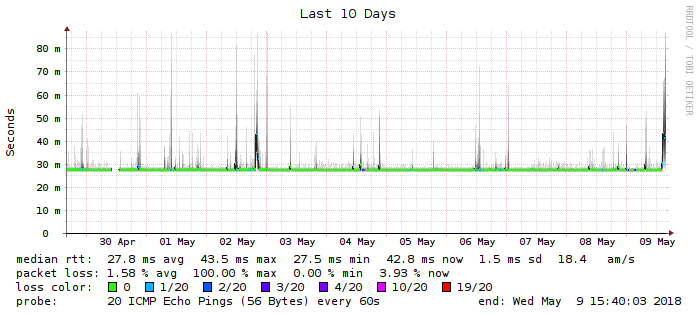 Last 10 Days
RRDTOOL / TOBI OETIKER
Seconds
80 m
70 m
60 m
50 m
40 m
30 m
20 m
10 m
0
30 Apr 01 May 02 May 03 May 04 May 05 May 06 May 07 May 08 May 09 May
median rtt: 27.8 ms avg 43.5 ms max 27.5 ms min 42.8 ms now 1.5 ms sd 18.4 am/s
packet loss: 1.58 % avg 100.00 % max 0.00 % min 3.93 % now
loss color: 0 1/20 2/20 3/20 4/20 10/20 19/20
probe: 20 ICMP Echo Pings (56 Bytes) every 60s end: Wed May 9 15:40:03 2018